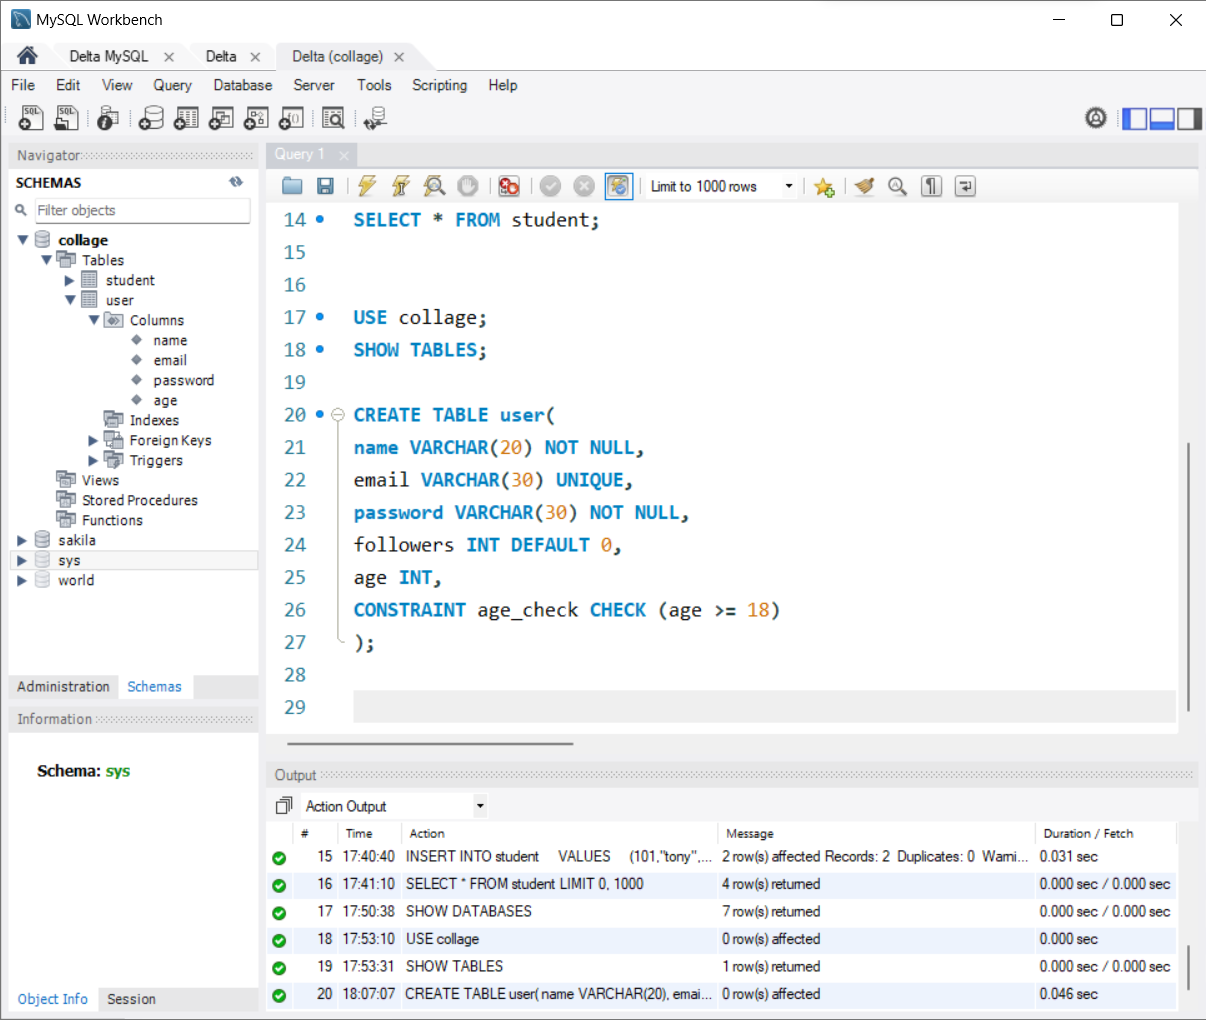 MySQL Workbench
Delta MySQL
Delta
Delta (collage)
File Edit View Query Database Server Tools Scripting Help
SQL
SQL
Navigator
SCHEMAS
Filter objects
collage
Tables
student
user
Columns
name
email
password
age
Indexes
Foreign Keys
Triggers
Views
Stored Procedures
Functions
sakila
sys
world
Administration Schemas
Information
Schema: sys
Object Info Session
Query 1
Limit to 1000 rows
14 SELECT * FROM student;
15
16
17 USE collage;
18 SHOW TABLES;
19
20 CREATE TABLE user(
21 name VARCHAR(20) NOT NULL,
22 email VARCHAR(30) UNIQUE,
23 password VARCHAR(30) NOT NULL,
24 followers INT DEFAULT 0,
25 age INT,
26 CONSTRAINT age_check CHECK (age >= 18)
27 );
28
29
Output
Action Output
# Time Action Message Duration / Fetch
15 17:40:40 INSERT INTO student VALUES (101,"tony",... 2 row(s) affected Records: 2 Duplicates: 0 Warni... 0.031 sec
16 17:41:10 SELECT * FROM student LIMIT 0, 1000 4 row(s) returned 0.000 sec / 0.000 sec
17 17:50:38 SHOW DATABASES 7 row(s) returned 0.000 sec / 0.000 sec
18 17:53:10 USE collage 0 row(s) affected 0.000 sec
19 17:53:31 SHOW TABLES 1 row(s) returned 0.000 sec / 0.000 sec
20 18:07:07 CREATE TABLE user( name VARCHAR(20), emai... 0 row(s) affected 0.046 sec